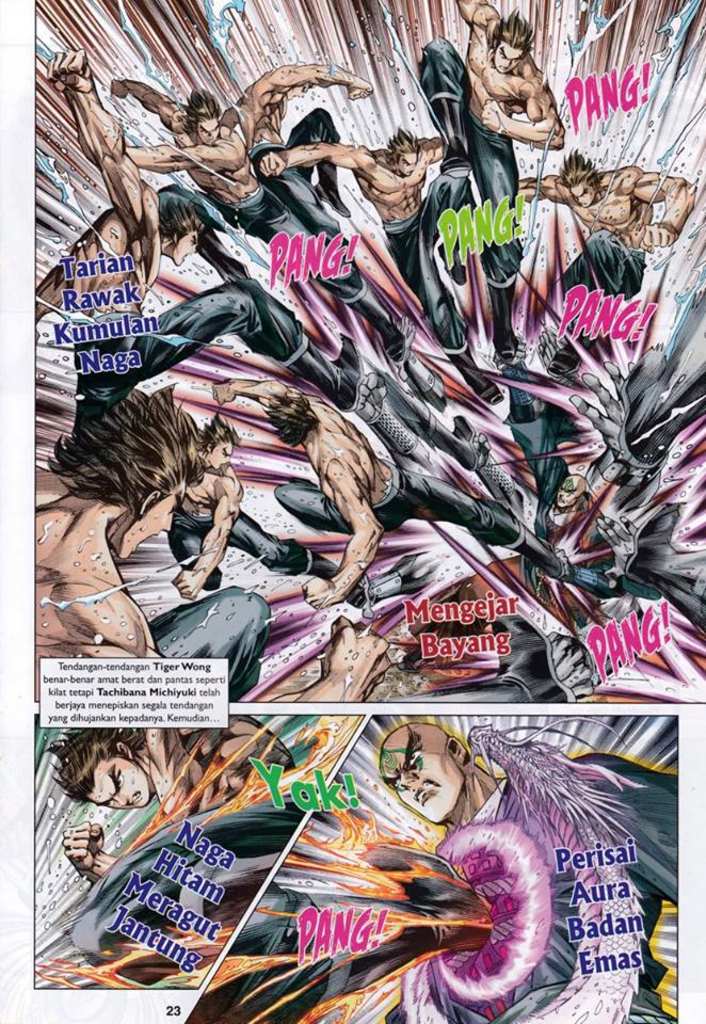 PANG!
PANG!
PANG!
PANG!
Tarian
Rawak
Kumulan
Naga
Mengejar
Bayang
PANG!
Tendangan-tendangan Tiger Wong
benar-benar amat berat dan pantas seperti
kilat tetapi Tachibana Michiyuki telah
berjaya menepiskan segala tendangan
yang dihujankan kepadanya. Kemudian...
Yak!
Naga
Hitam
Meragut
Jantung
PANG!
Perisai
Aura
Badan
Emas
23